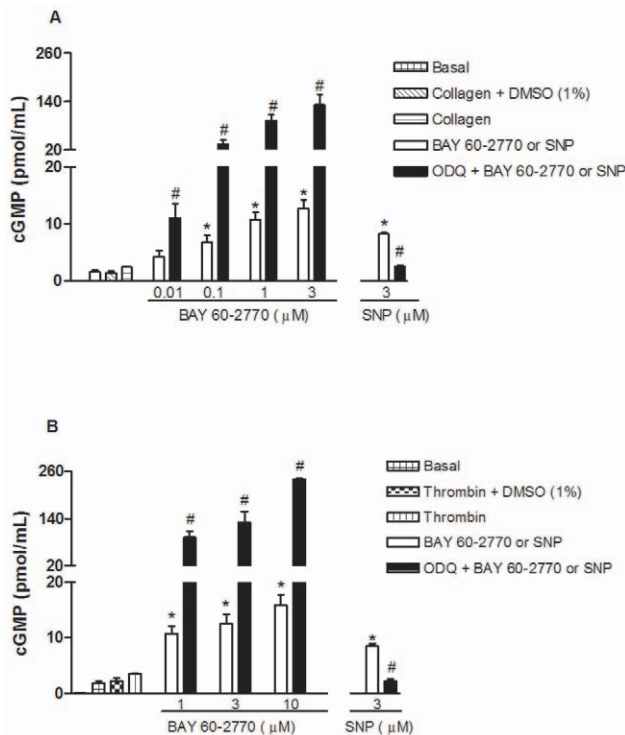 A
260
140
20
20
10
0
cGMP (pmol/mL)
Basal
Collagen + DMSO (1%)
Collagen
BAY 60-2770 or SNP
ODQ + BAY 60-2770 or SNP
# # # #
* * *
* #
0.01 0.1 1 3 3
BAY 60-2770 ( μM) SNP ( μM)
B
260
140
20
20
10
0
cGMP (pmol/mL)
Basal
Thrombin + DMSO (1%)
Thrombin
BAY 60-2770 or SNP
ODQ + BAY 60-2770 or SNP
# # #
* * *
* #
1 3 10 3
BAY 60-2770 ( μM) SNP ( μM)